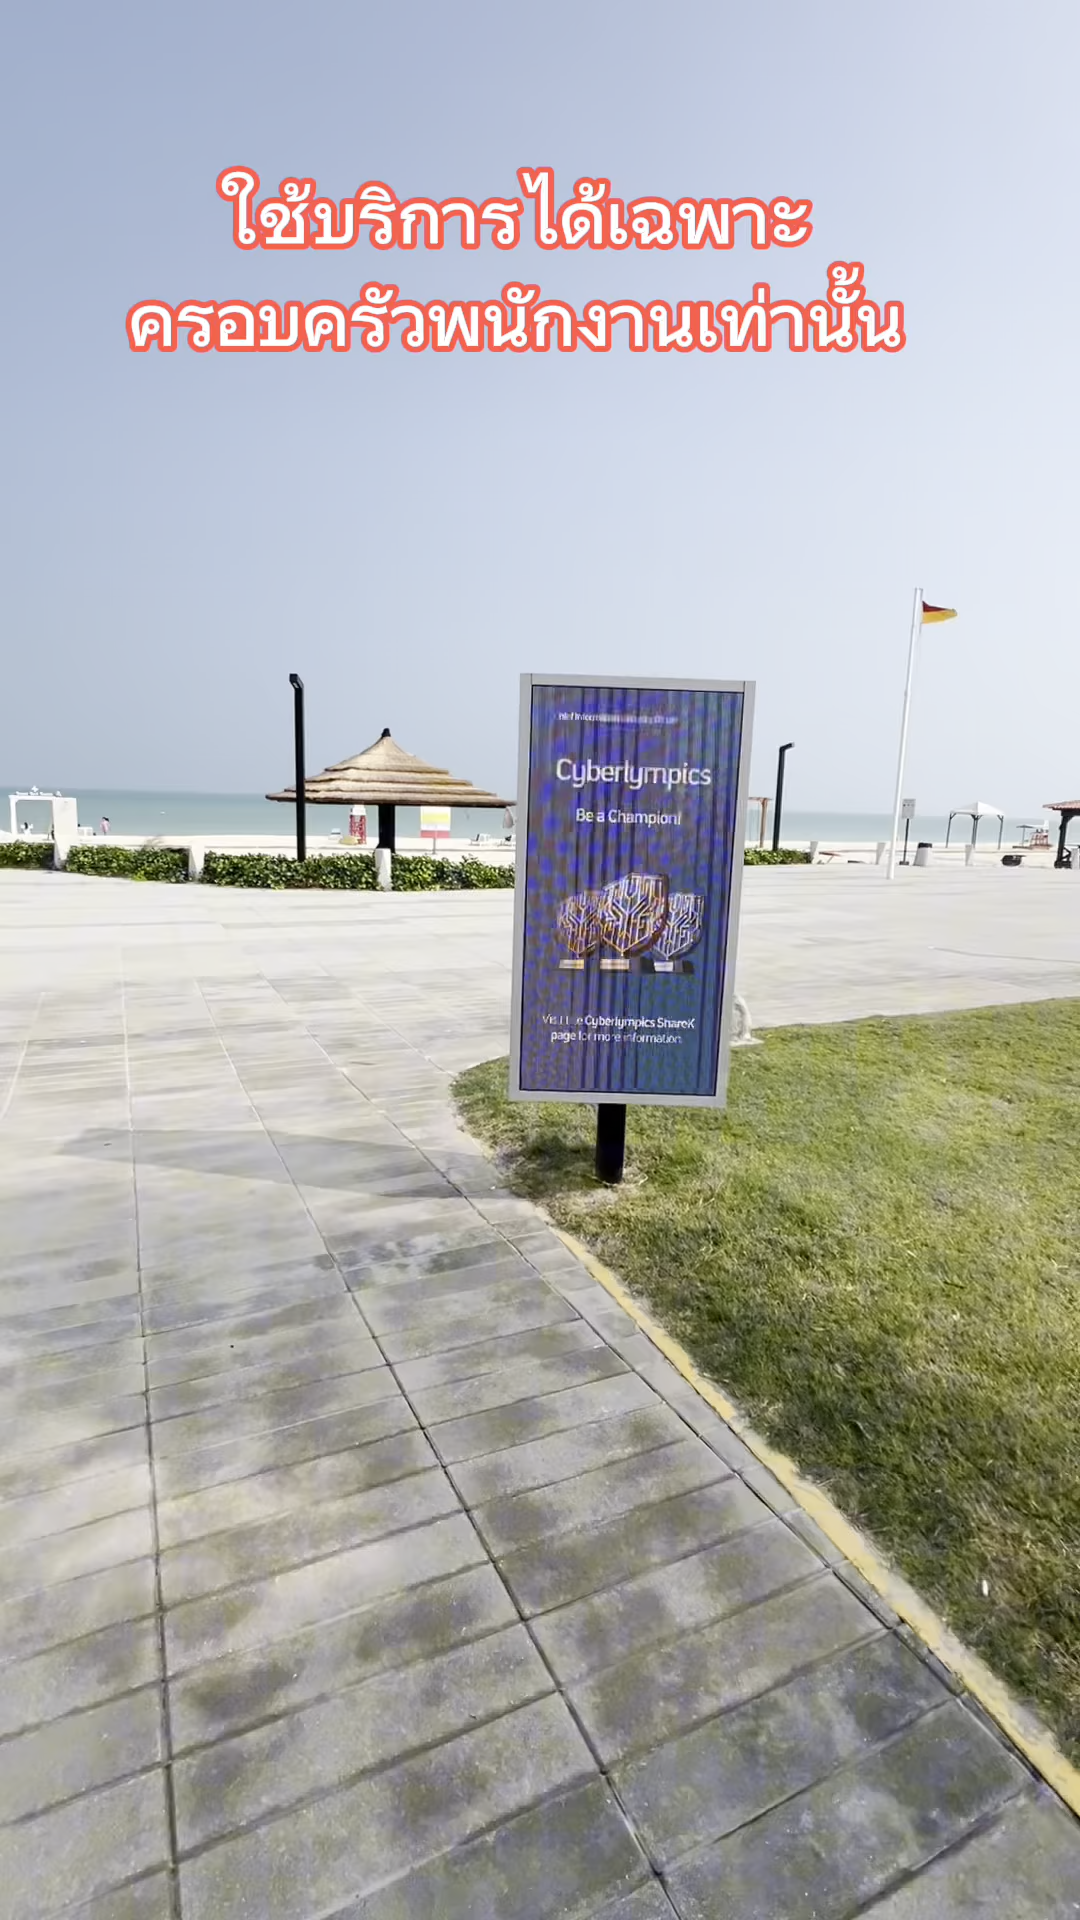 ใช้บริการได้เฉพาะ
ครอบครัวพนักงานเท่านั้น
Cyberlympics
Be a Champion!
Cyberlympics ShareK
page for more information